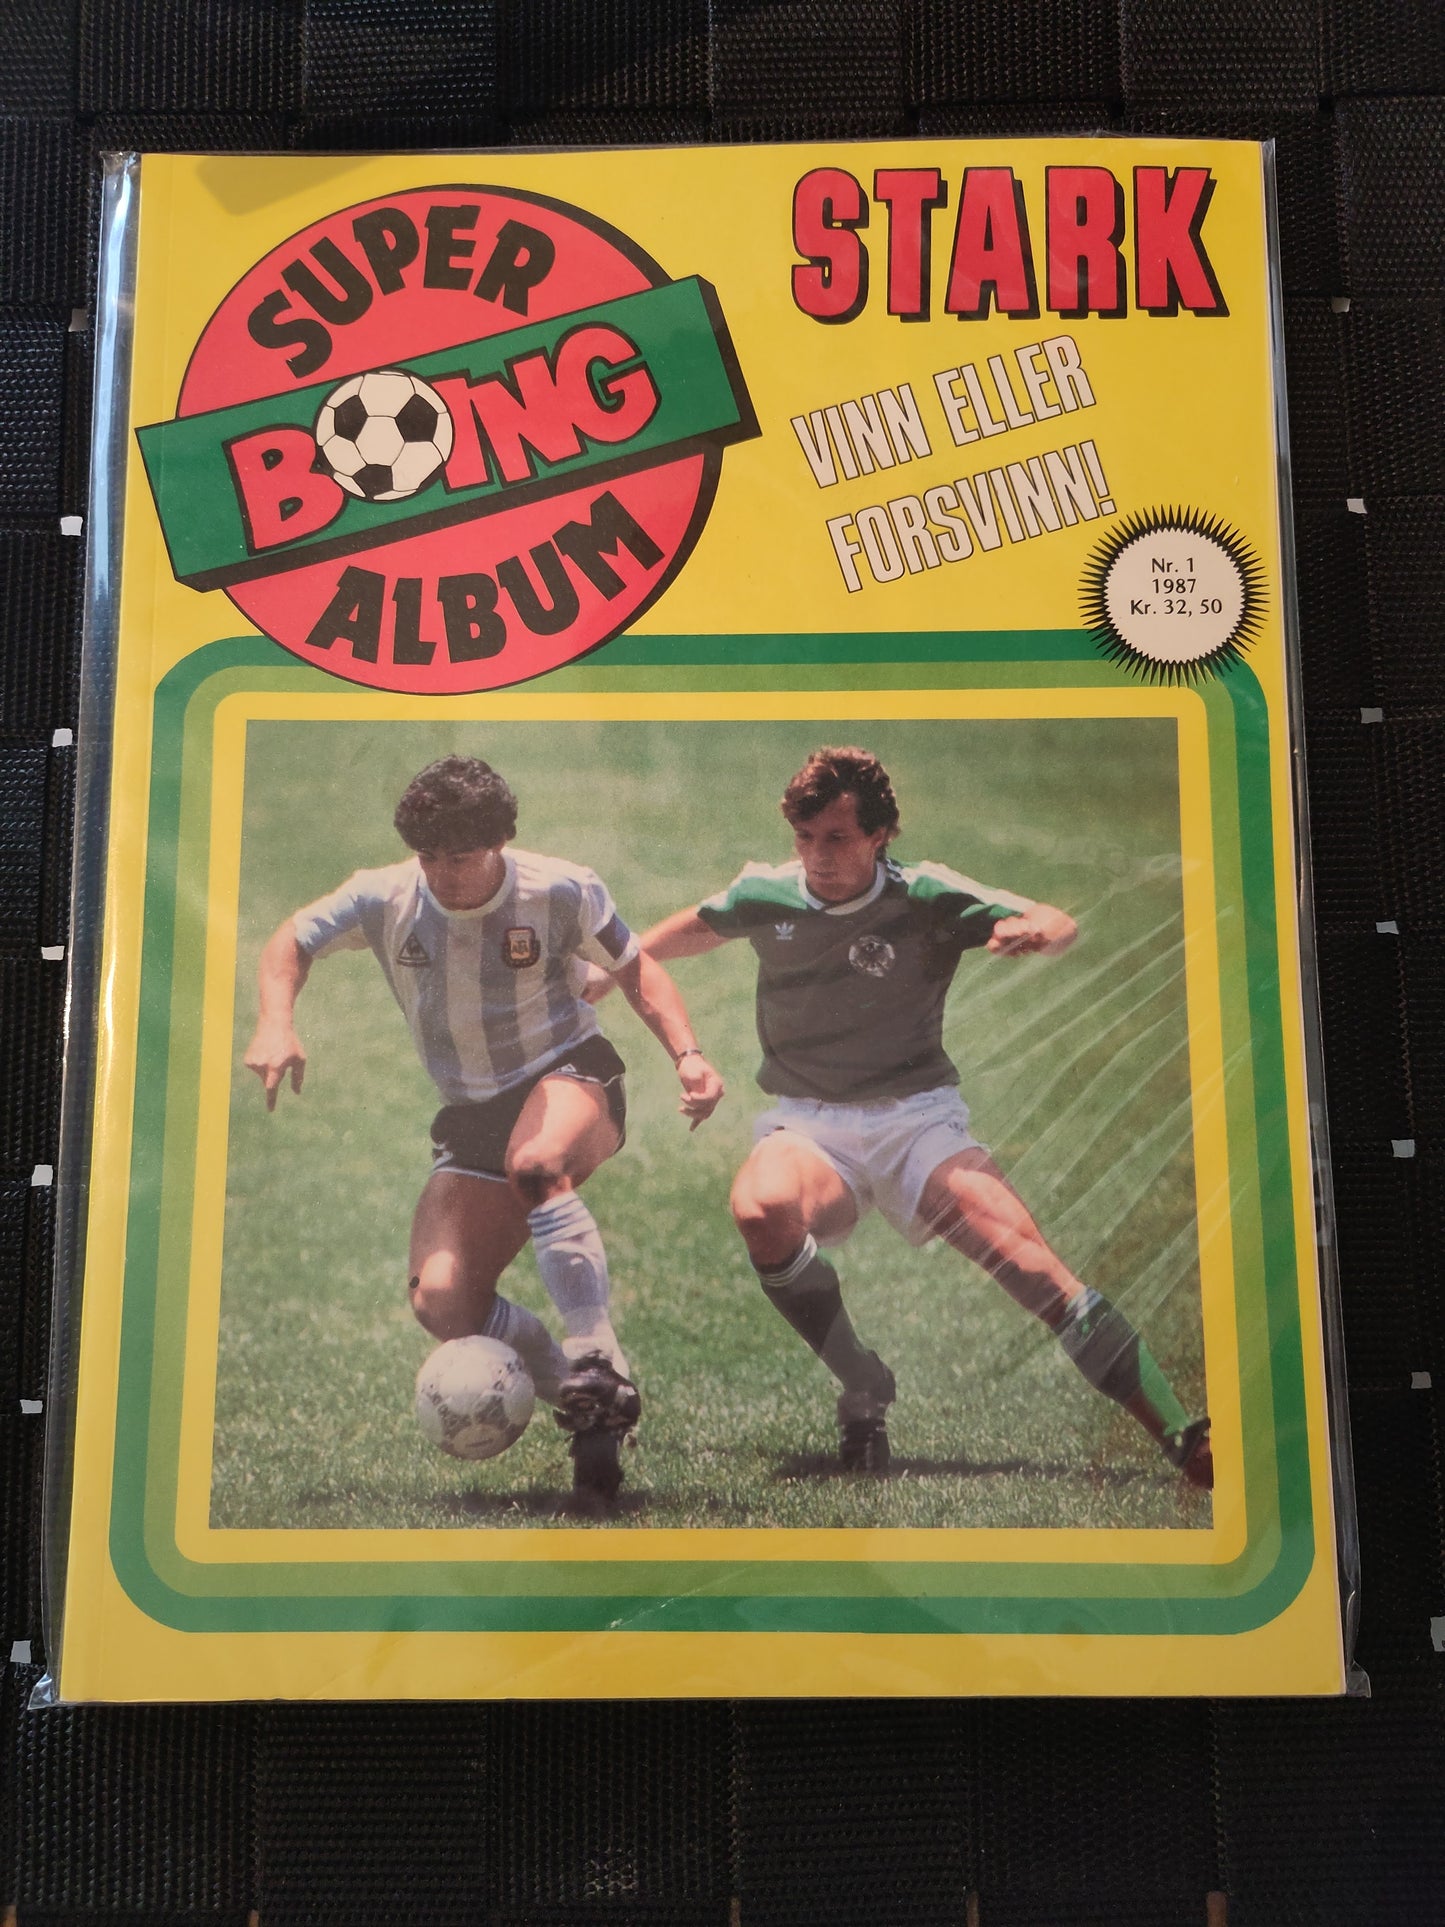 SUPER
BOING
ALBUM
STARK
VINN ELLER
FORSVINN!
Nr. 1
1987
Kr. 32, 50